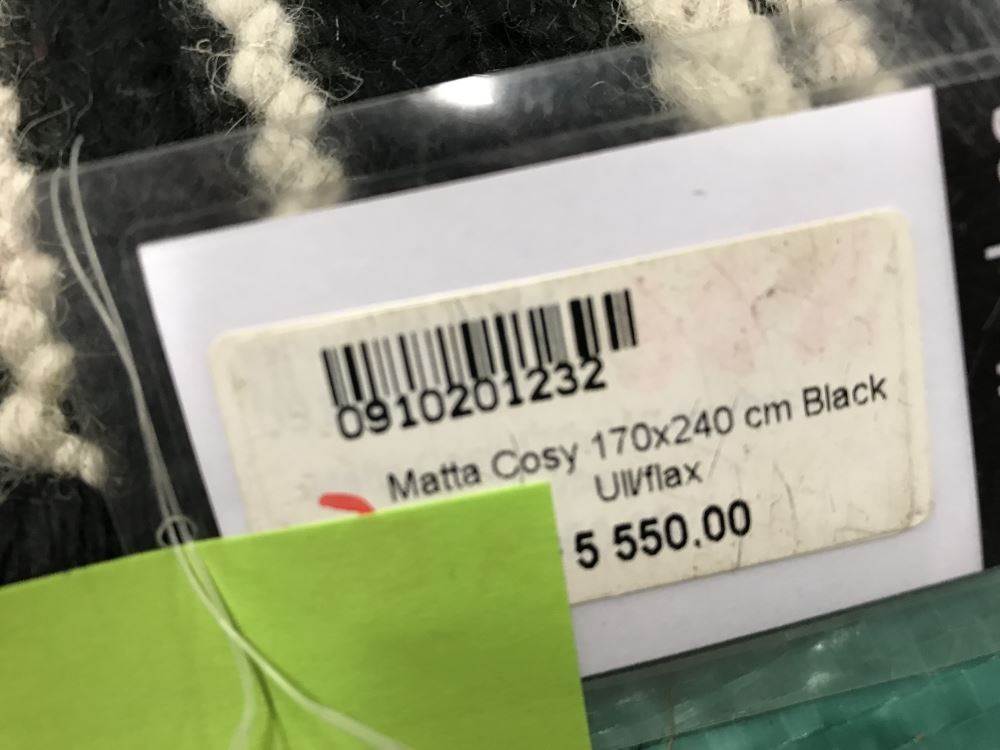 0910201232
Matta Cosy 170x240 cm Black
Ull/flax
5 550.00